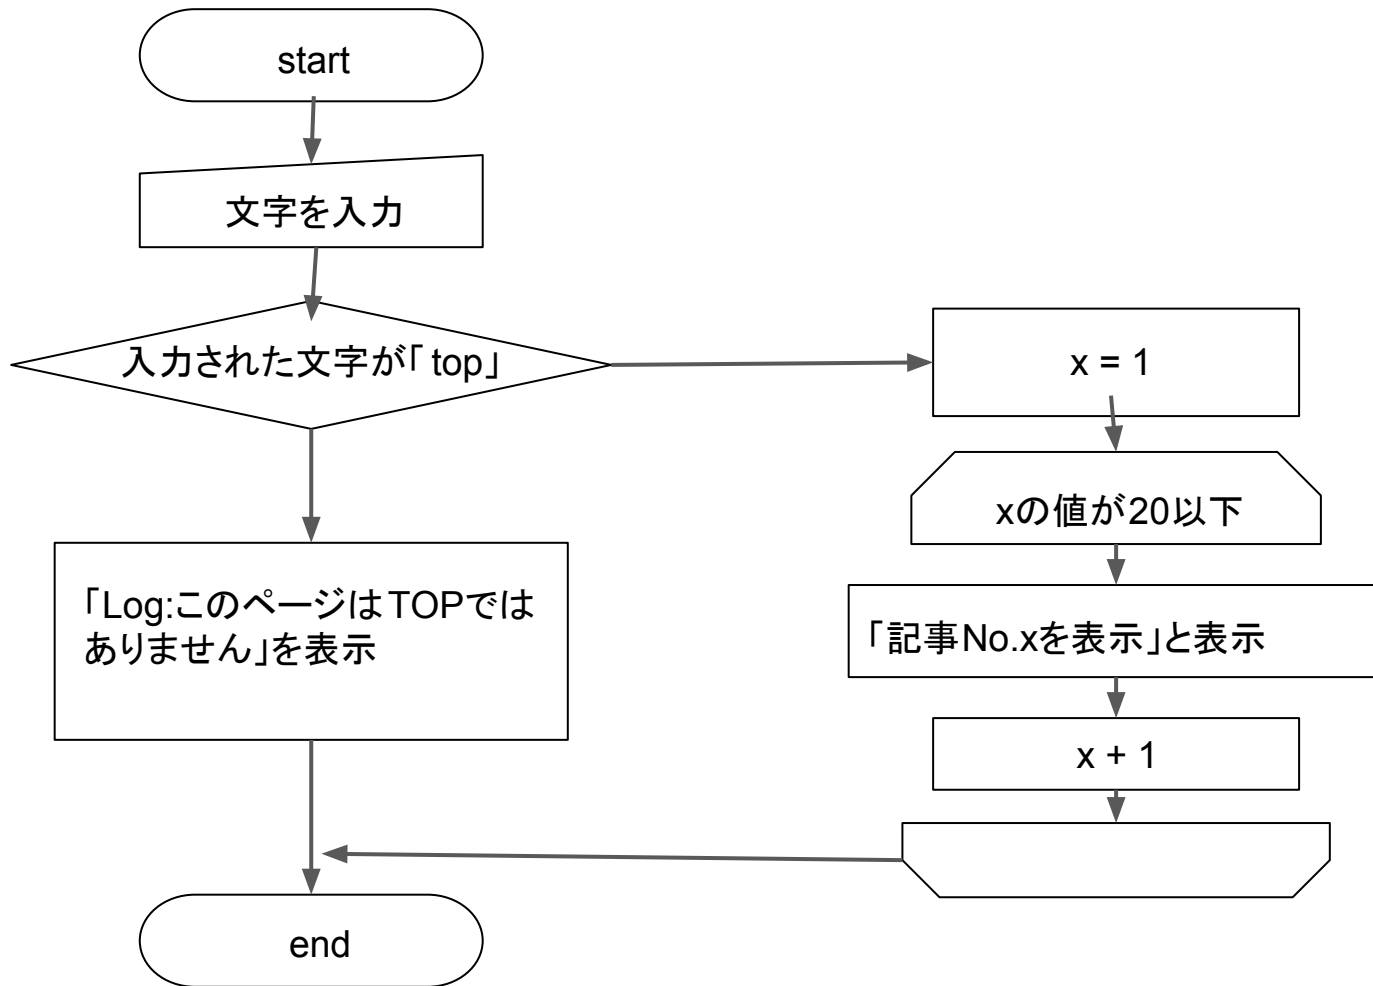 start
文字を入力
入力された文字が「top」
x = 1
xの値が20以下
「Log:このページはTOPでは
ありません」を表示
「記事No.xを表示」と表示
x + 1
end